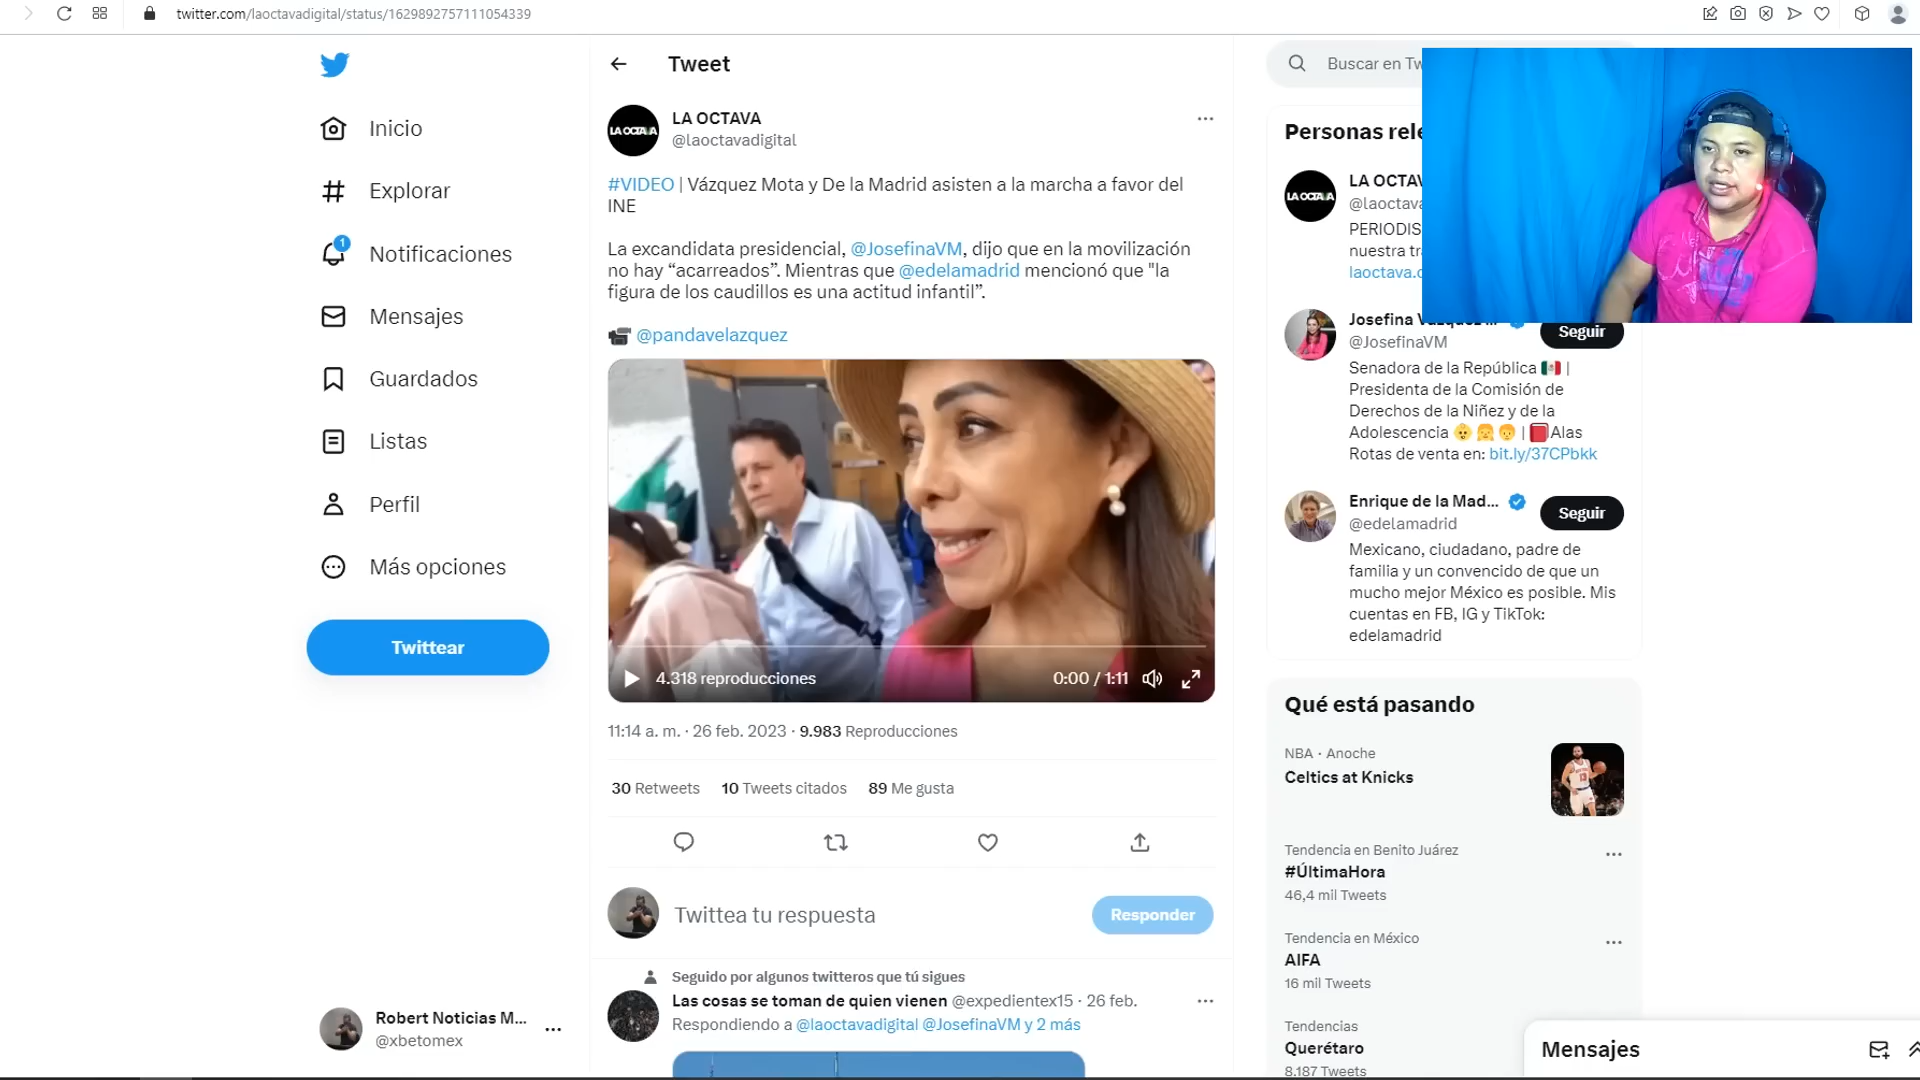 twitter.com/laoctavadigital/status/1629892757111054339
Inicio
Explorar
1
Notificaciones
Mensajes
Guardados
Listas
Perfil
Más opciones
Twittear
Robert Noticias M...
@xbetomex
Tweet
LA OCTAVA
LA OCTAVA
@laoctavadigital
#VIDEO | Vázquez Mota y De la Madrid asisten a la marcha a favor del
INE
La excandidata presidencial, @JosefinaVM, dijo que en la movilización
no hay “acarreados”. Mientras que @edelamadrid mencionó que "la
figura de los caudillos es una actitud infantil”.
@pandavelazquez
4.318 reproducciones
0:00 / 1:11
11:14 a. m. · 26 feb. 2023 · 9.983 Reproducciones
30 Retweets 10 Tweets citados 89 Me gusta
Twittea tu respuesta
Responder
Seguido por algunos twitteros que tú sigues
Las cosas se toman de quien vienen @expedientex15 · 26 feb.
Respondiendo a @laoctavadigital @JosefinaVM y 2 más
Buscar en Tw
Personas rele
LA OCTAVA
LA OCTAV
@laoctava
PERIODIS
nuestra tra
laoctava.c
Josefina
@JosefinaVM
Seguir
Senadora de la República |
Presidenta de la Comisión de
Derechos de la Niñez y de la
Adolescencia | Alas
Rotas de venta en: bit.ly/37CPbkk
Enrique de la Mad...
@edelamadrid
Seguir
Mexicano, ciudadano, padre de
familia y un convencido de que un
mucho mejor México es posible. Mis
cuentas en FB, IG y TikTok:
edelamadrid
Qué está pasando
NBA · Anoche
Celtics at Knicks
Tendencia en Benito Juárez
#ÚltimaHora
46,4 mil Tweets
Tendencia en México
AIFA
16 mil Tweets
Tendencias
Querétaro
8.187 Tweets
Mensajes